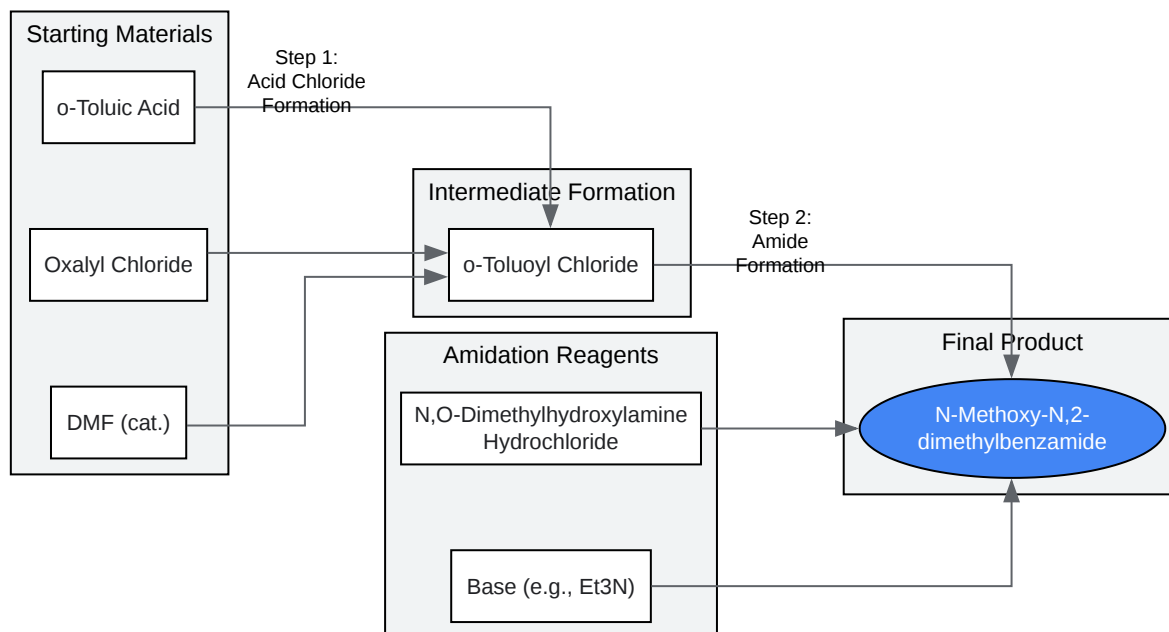 Starting Materials
o-Toluic Acid
Oxalyl Chloride
DMF (cat.)
Step 1:
Acid Chloride
Formation
Intermediate Formation
o-Toluoyl Chloride
Step 2:
Amide
Formation
Amidation Reagents
N,O-Dimethylhydroxylamine
Hydrochloride
Base (e.g., Et3N)
Final Product
N-Methoxy-N,2-
dimethylbenzamide